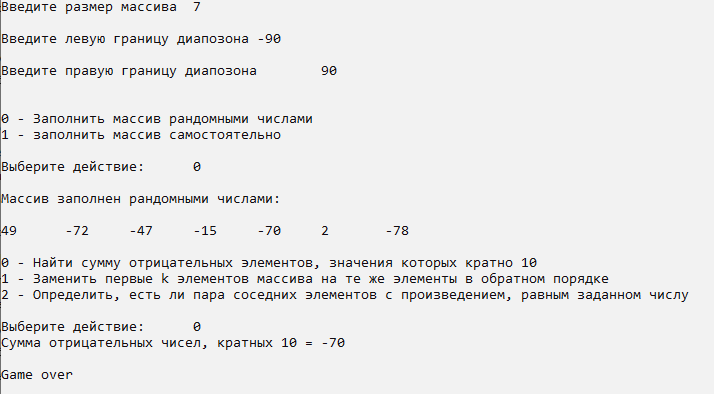 Введите размер массива 7
Введите левую границу диапозона -90
Введите правую границу диапозона 90
0 - Заполнить массив рандомными числами
1 - заполнить массив самостоятельно
Выберите действие: 0
Массив заполнен рандомными числами:
49 -72 -47 -15 -70 2 -78
0 - Найти сумму отрицательных элементов, значения которых кратно 10
1 - Заменить первые k элементов массива на те же элементы в обратном порядке
2 - Определить, есть ли пара соседних элементов с произведением, равным заданном числу
Выберите действие: 0
Сумма отрицательных чисел, кратных 10 = -70
Game over